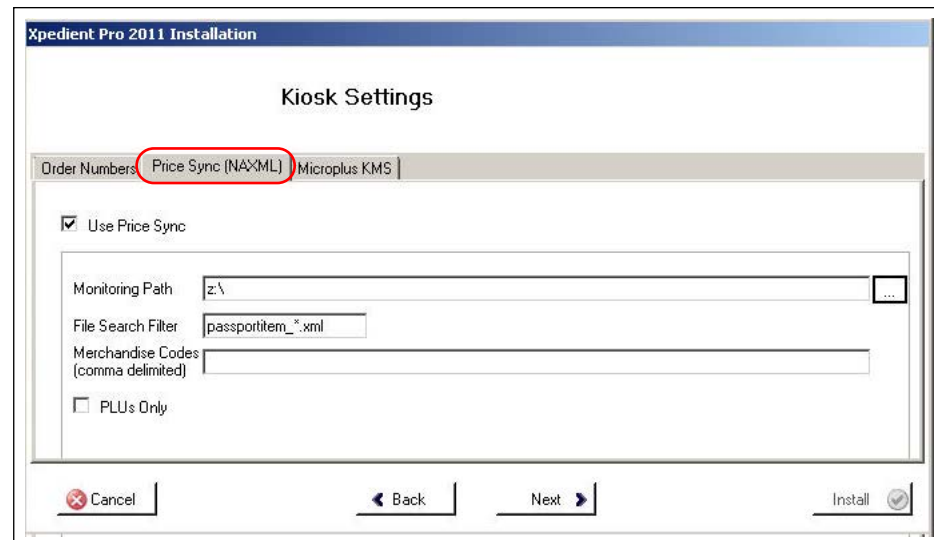 Xpedient Pro 2011 Installation
Kiosk Settings
Order Numbers Price Sync (NAXML) Microplus KMS
Use Price Sync
Monitoring Path z:\ ...
File Search Filter passportitem_*.xml
Merchandise Codes
(comma delimited)
PLUs Only
Cancel Back Next Install